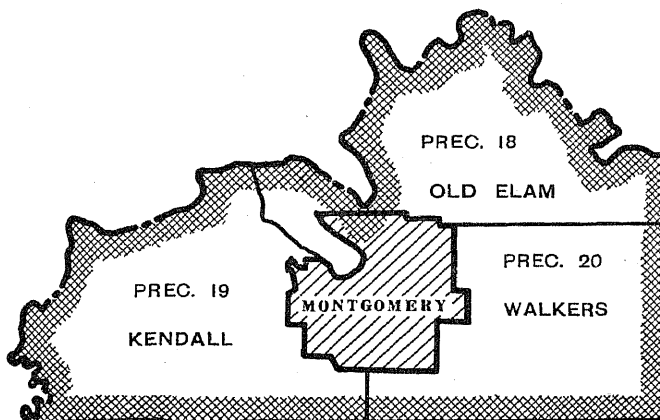 PREC. 18
OLD ELAM
PREC. 20
WALKERS
PREC. 19
KENDALL
MONTGOMERY